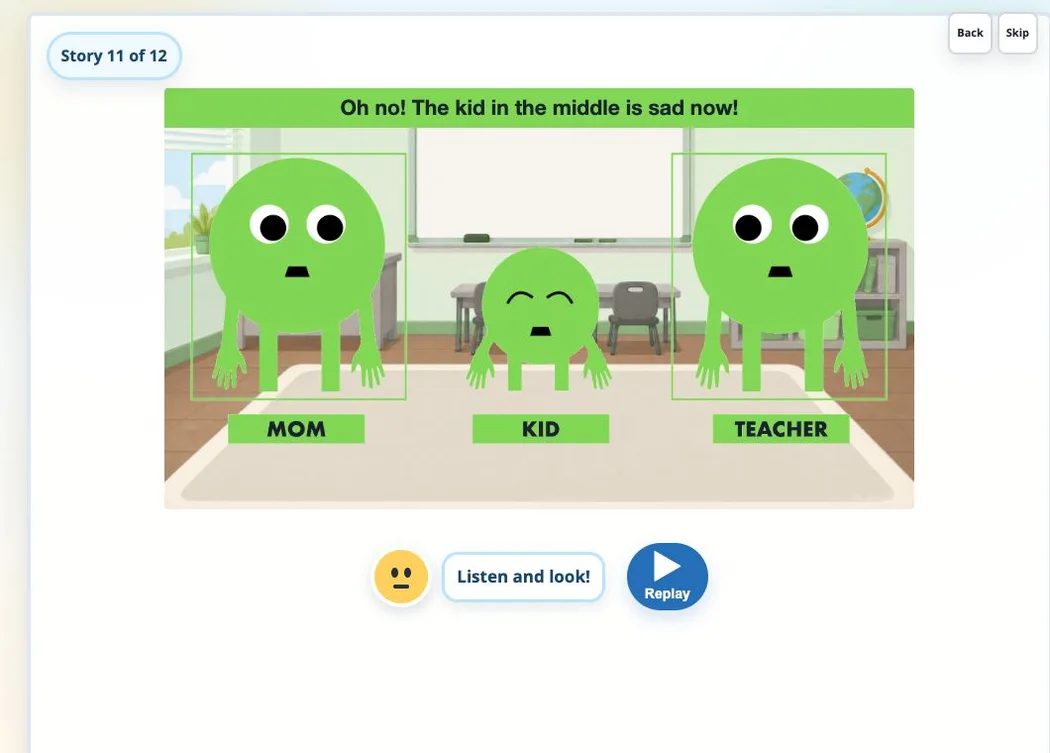 Back
Skip
Story 11 of 12
Oh no! The kid in the middle is sad now!
MOM
KID
TEACHER
Listen and look!
Replay